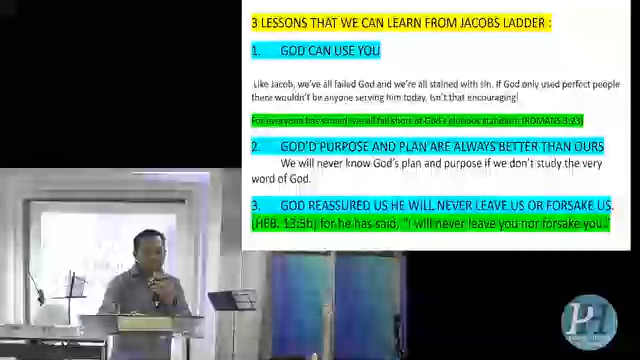 3 LESSONS THAT WE CAN LEARN FROM JACOBS LADDER :
1. GOD CAN USE YOU
Like Jacob, we've all failed God and we're all stained with sin. If God only used perfect people
there wouldn't be anyone serving him today. Isn't that encouraging!
For everyone has sinned we all fall short of God's glorious standard (ROMANS 3:23)
2. GOD'D PURPOSE AND PLAN ARE ALWAYS BETTER THAN OURS
We will never know God's plan and purpose if we don't study the very
word of God.
3. GOD REASSURED US HE WILL NEVER LEAVE US OR FORSAKE US.
(HEB. 13:5b) for he has said, "I will never leave you nor forsake you."